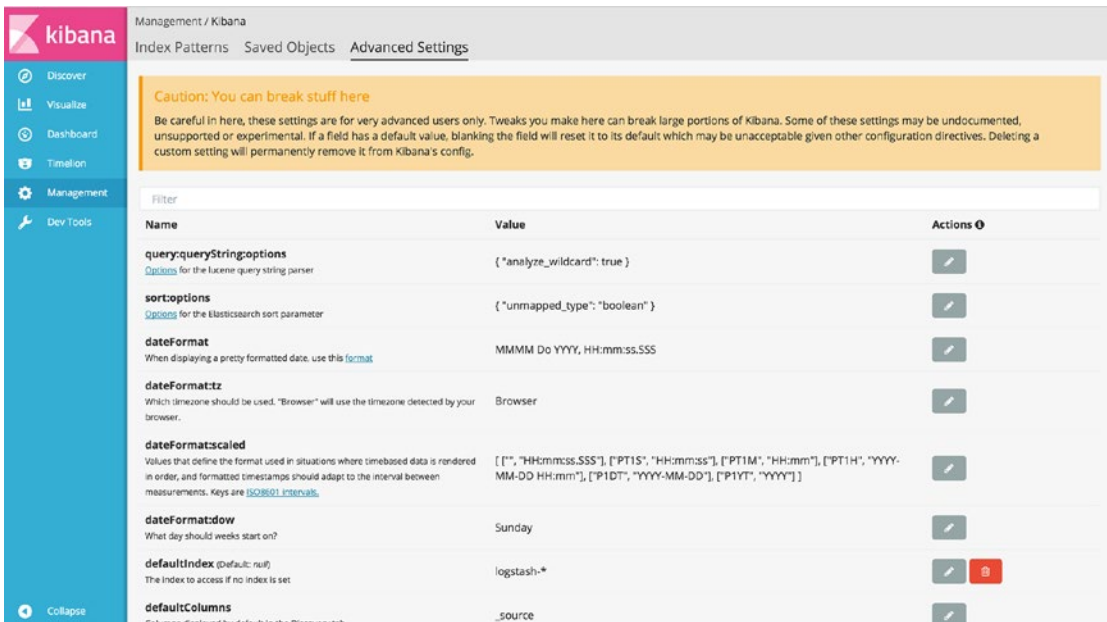 kibana
Discover
Visualize
Dashboard
Timelion
Management
Dev Tools
Collapse
Management / Kibana
Index Patterns Saved Objects Advanced Settings
Caution: You can break stuff here
Be careful in here, these settings are for very advanced users only. Tweaks you make here can break large portions of Kibana. Some of these settings may be undocumented,
unsupported or experimental. If a field has a default value, blanking the field will reset it to its default which may be unacceptable given other configuration directives. Deleting a
custom setting will permanently remove it from Kibana's config.
Filter
Name Value Actions
query:queryString:options
Options for the lucene query string parser
{ "analyze_wildcard": true }
sort:options
Options for the Elasticsearch sort parameter
{ "unmapped_type": "boolean" }
dateFormat
When displaying a pretty formatted date, use this format
MMMM Do YYYY, HH:mm:ss.SSS
dateFormat:tz
Which timezone should be used. "Browser" will use the timezone detected by your
browser.
Browser
dateFormat:scaled
Values that define the format used in situations where timebased data is rendered
in order, and formatted timestamps should adapt to the interval between
measurements. Keys are ISO8601 intervals.
[ ["", "HH:mm:ss.SSS"], ["PT1S", "HH:mm:ss"], ["PT1M", "HH:mm"], ["PT1H", "YYYY-
MM-DD HH:mm"], ["P1DT", "YYYY-MM-DD"], ["P1YT", "YYYY"] ]
dateFormat:dow
What day should weeks start on?
Sunday
defaultIndex (Default: null)
The index to access if no index is set
logstash-*
defaultColumns
_source